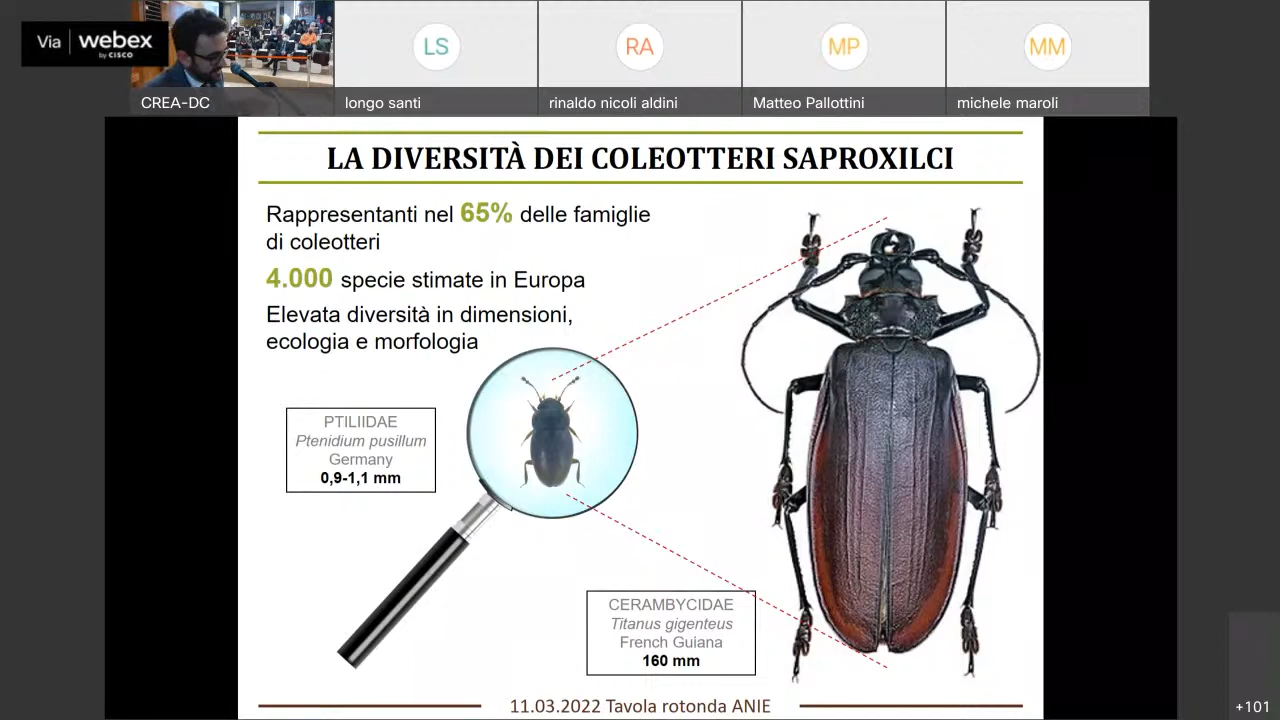 Via webex
by CISCO
LS
RA
MP
MM
CREA-DC
longo santi
rinaldo nicoli aldini
Matteo Pallottini
michele maroli
LA DIVERSITÀ DEI COLEOTTERI SAPROXILCI
Rappresentanti nel 65% delle famiglie
di coleotteri
4.000 specie stimate in Europa
Elevata diversità in dimensioni,
ecologia e morfologia
PTILIIDAE
Ptenidium pusillum
Germany
0,9-1,1 mm
CERAMBYCIDAE
Titanus gigenteus
French Guiana
160 mm
11.03.2022 Tavola rotonda ANIE
+101